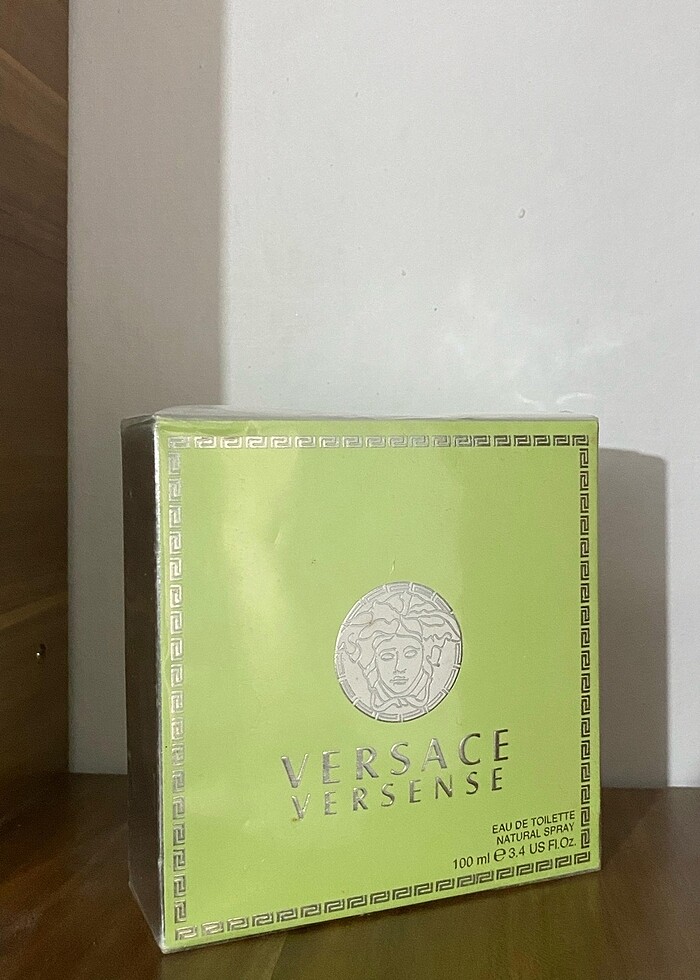 VERSACE
VERSENSE
EAU DE TOILETTE
NATURAL SPRAY
100 ml ℮ 3.4 US Fl.Oz.